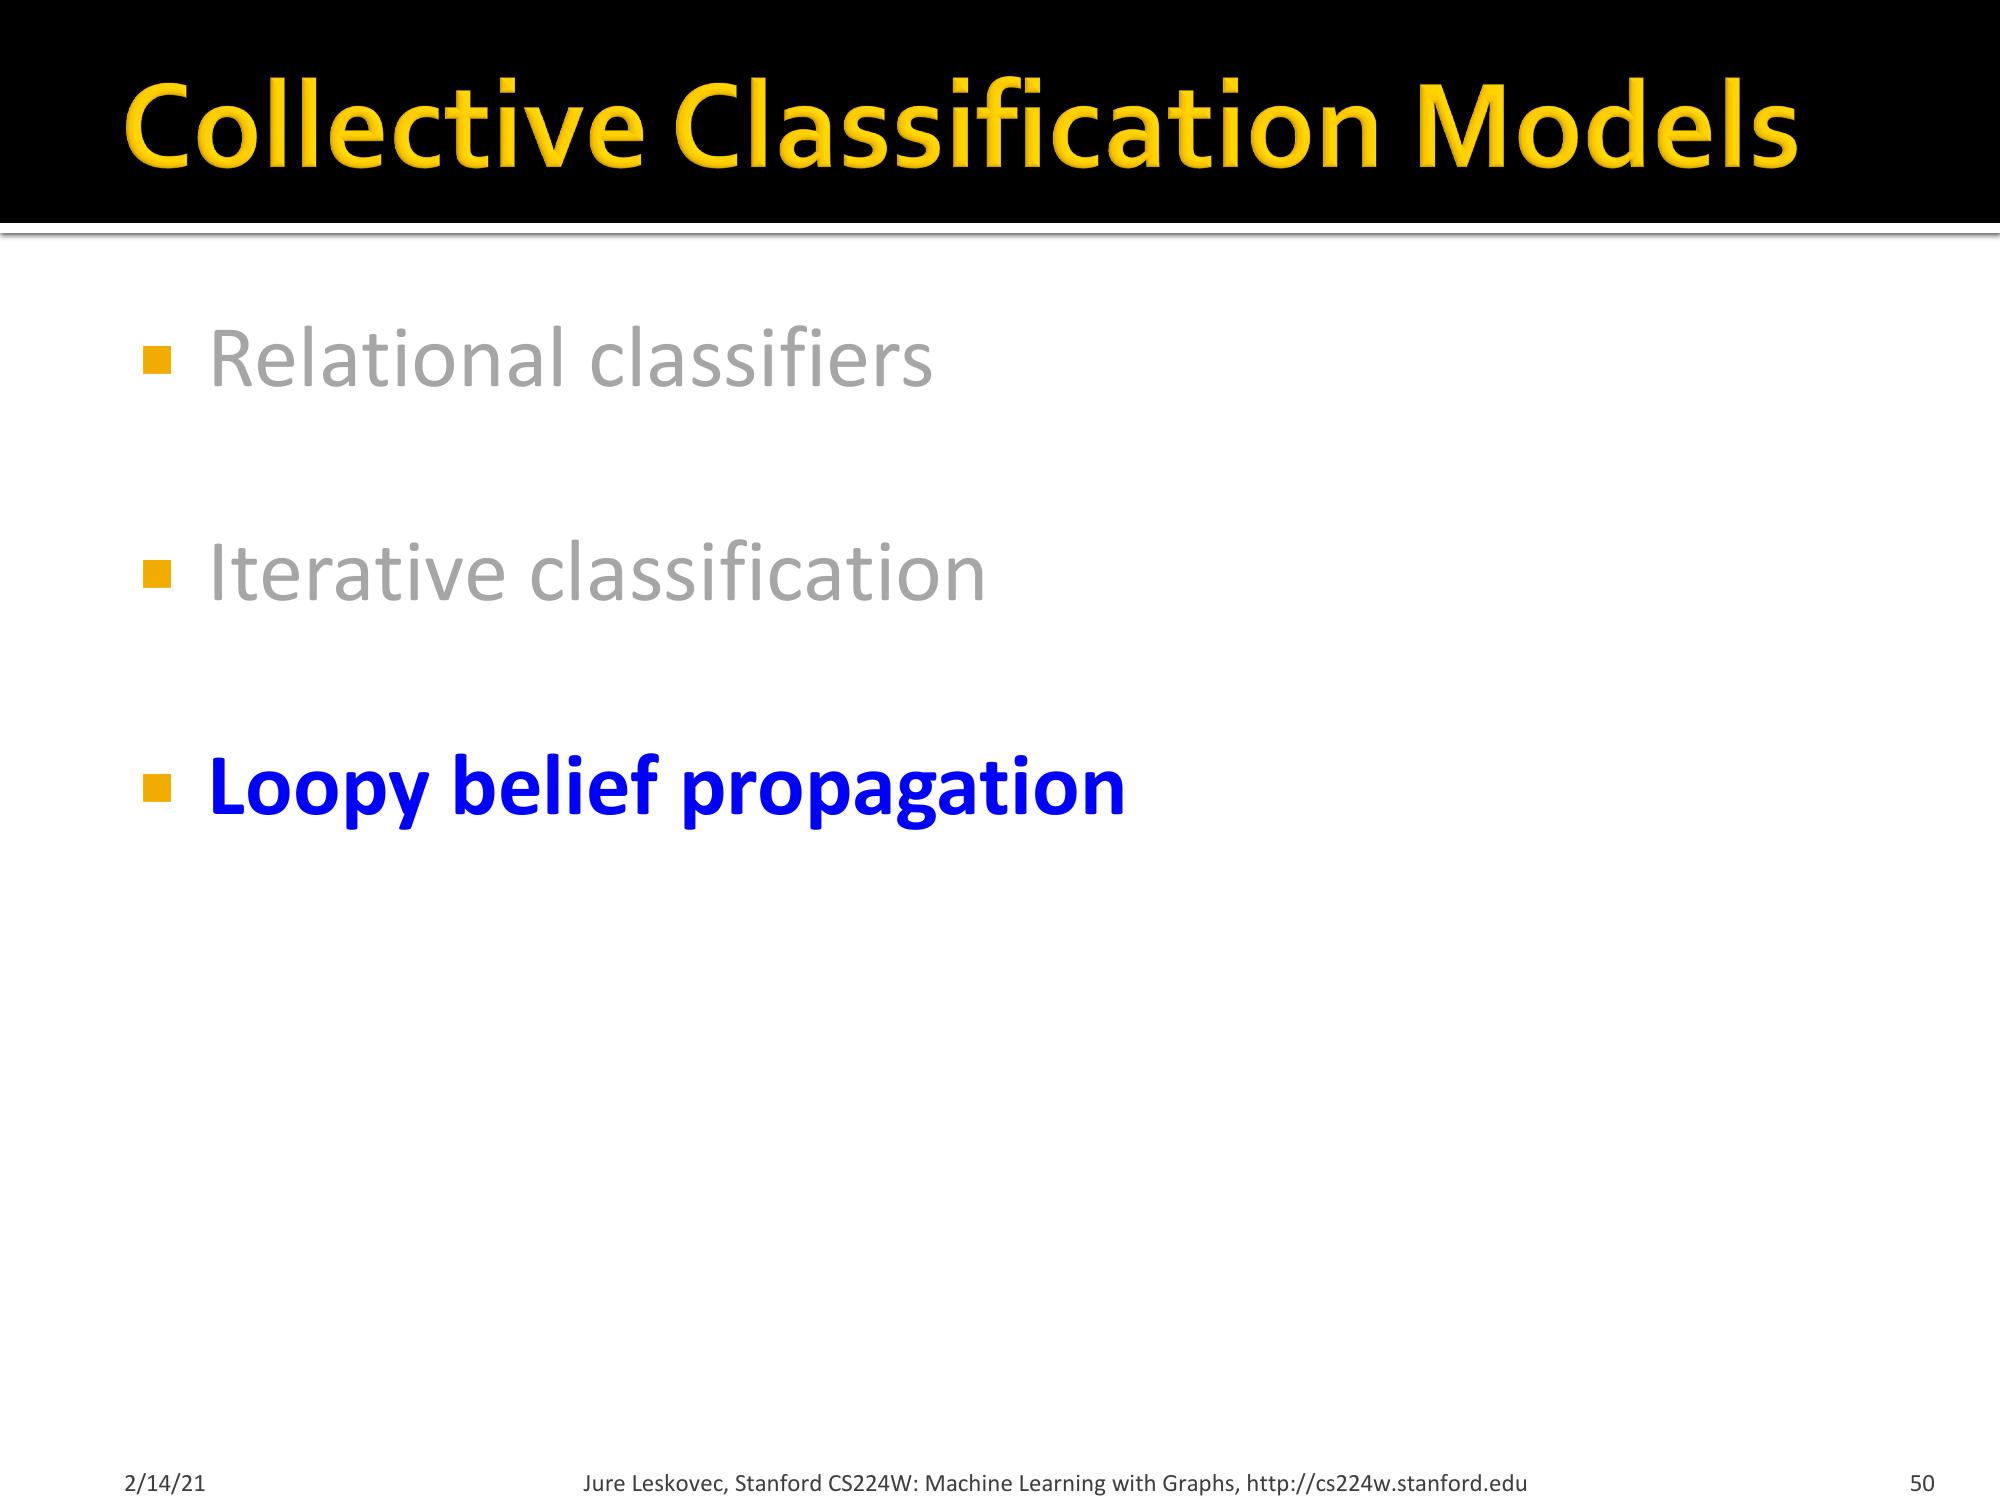 Collective Classification Models
Relational classifiers
Iterative classification
Loopy belief propagation
2/14/21
Jure Leskovec, Stanford CS224W: Machine Learning with Graphs, http://cs224w.stanford.edu
50